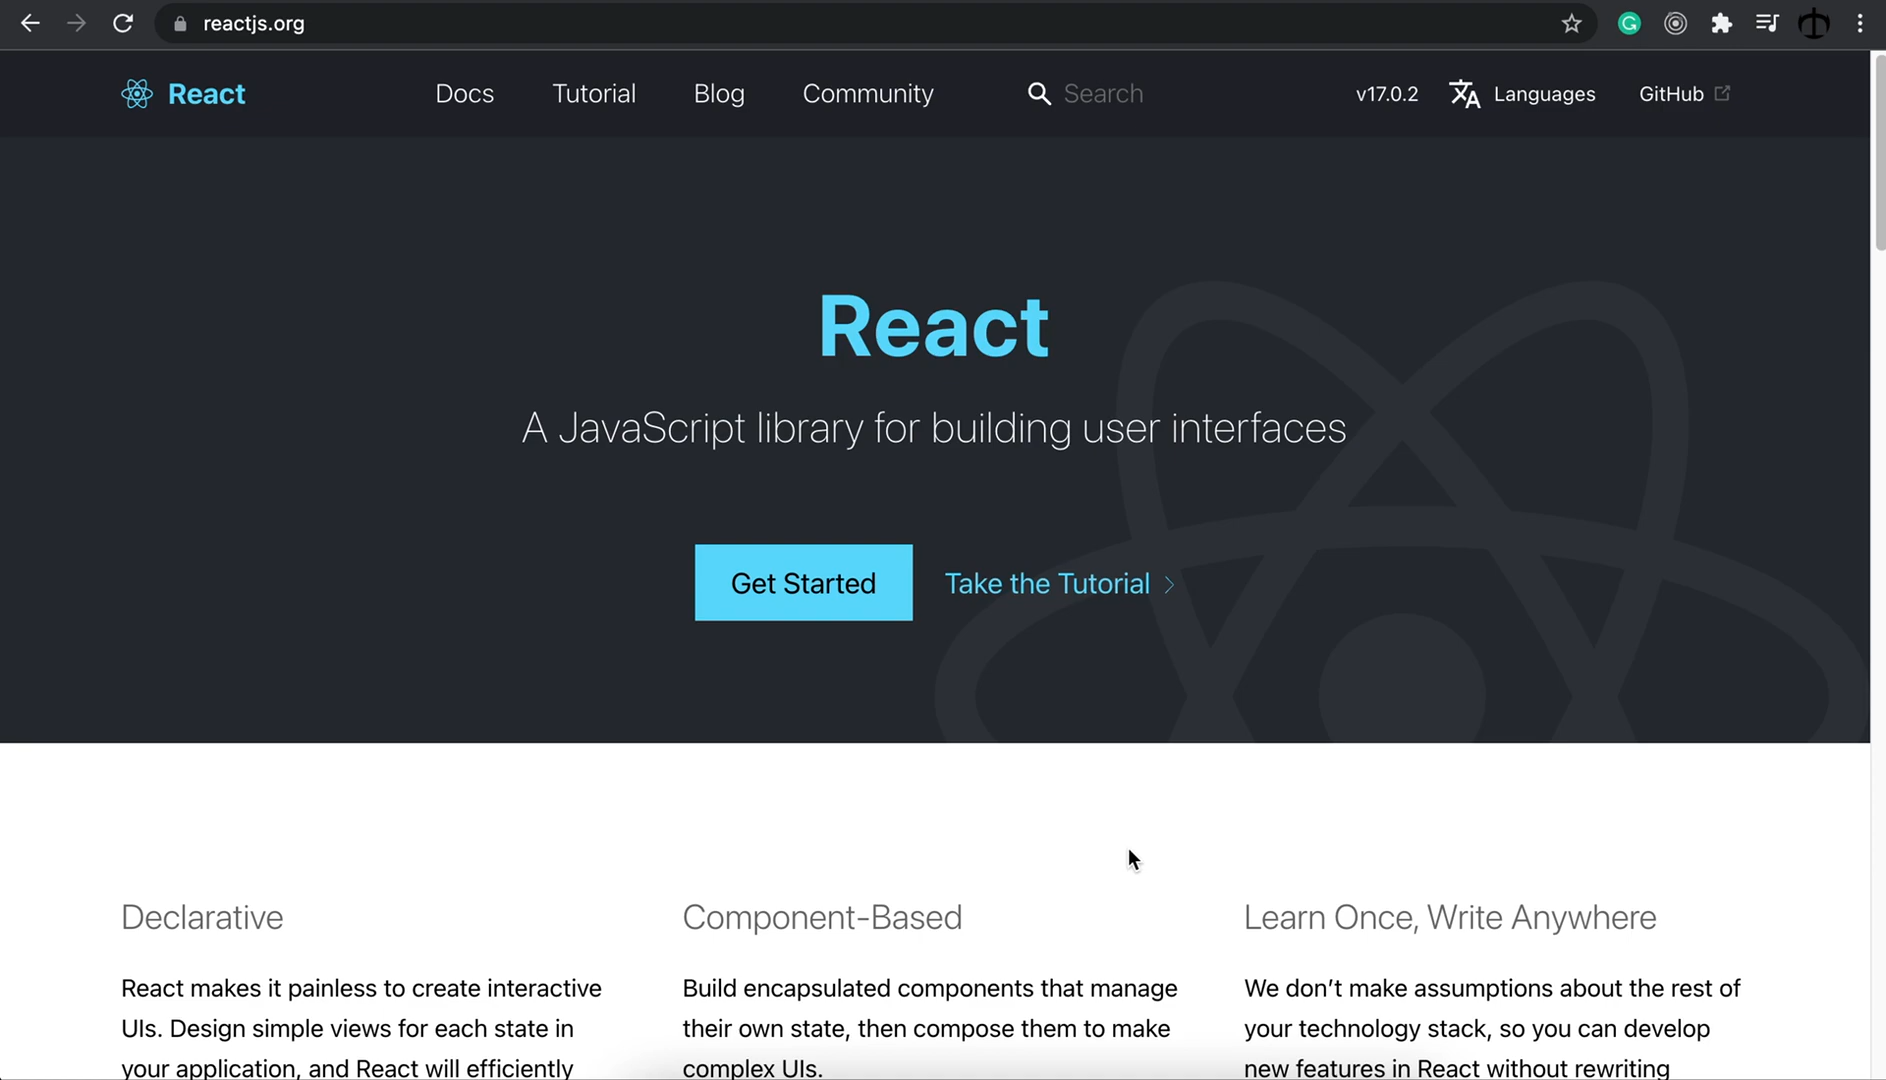 reactjs.org
React
Docs
Tutorial
Blog
Community
Search
v17.0.2
Languages
GitHub
React
A JavaScript library for building user interfaces
Get Started
Take the Tutorial
Declarative
React makes it painless to create interactive
UIs. Design simple views for each state in
your application, and React will efficiently
Component-Based
Build encapsulated components that manage
their own state, then compose them to make
complex UIs.
Learn Once, Write Anywhere
We don’t make assumptions about the rest of
your technology stack, so you can develop
new features in React without rewriting